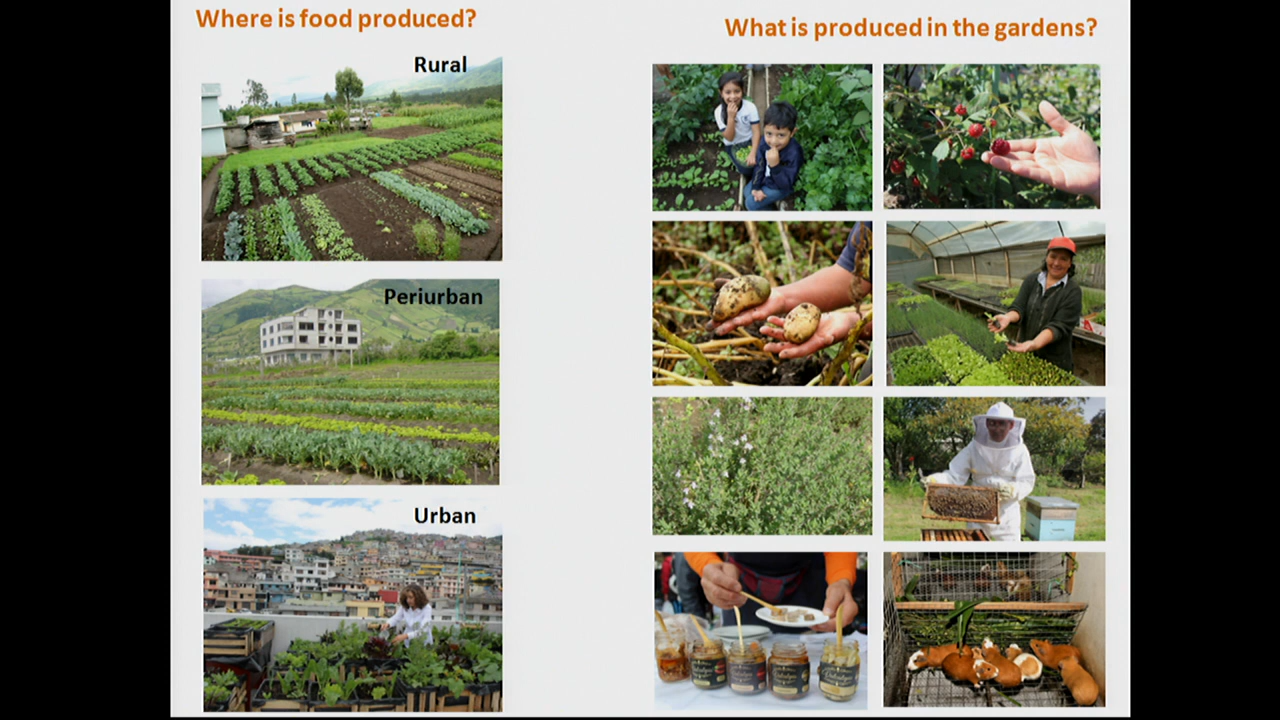 Where is food produced?
Rural
Periurban
Urban
What is produced in the gardens?